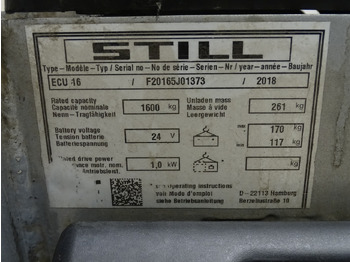 STILL
Type-Modèle-Typ / Serial no-No de série-Serien-Nr / year-année-Baujahr
ECU 16 / F20165J01373 / 2018
Rated capacity
Capacité nominale 1600 kg
Nenn-Tragfähigkeit
Unladen mass
Masse à vide 261 kg
Leergewicht
Battery voltage
Tension batterie 24 V
Batteriespannung
max 170 kg
min 117 kg
Rated drive power
1,0 kW
operating instructions
voir Mode d'emploi
siehe Betriebsanleitung
D-22113 Hamburg
Berzeliusstraße 10